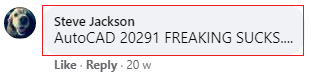 Steve Jackson
AutoCAD 20291 FREAKING SUCKS....
Like · Reply · 20 w